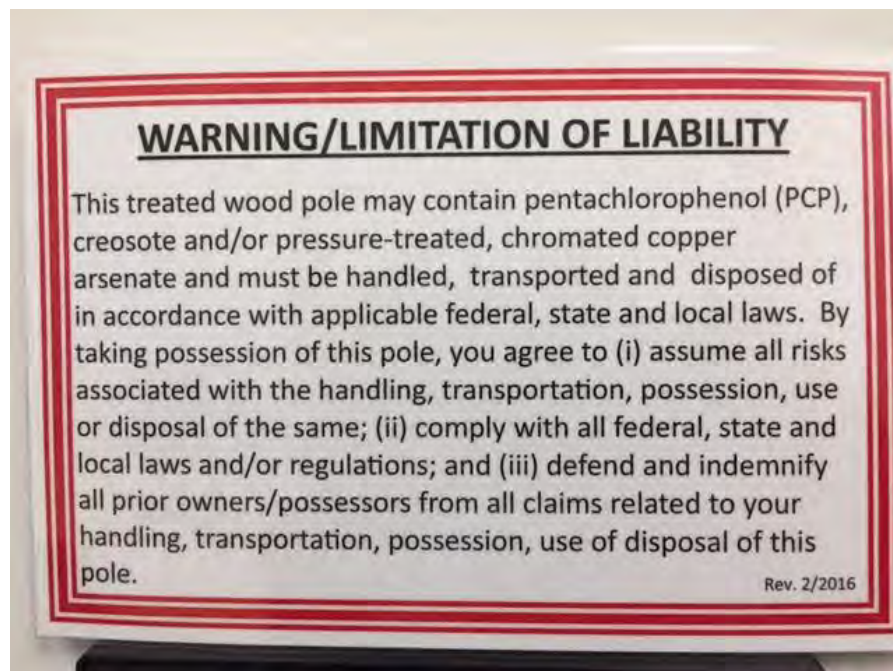 WARNING/LIMITATION OF LIABILITY
This treated wood pole may contain pentachlorophenol (PCP),
creosote and/or pressure-treated, chromated copper
arsenate and must be handled, transported and disposed of
in accordance with applicable federal, state and local laws. By
taking possession of this pole, you agree to (i) assume all risks
associated with the handling, transportation, possession, use
or disposal of the same; (ii) comply with all federal, state and
local laws and/or regulations; and (iii) defend and indemnify
all prior owners/possessors from all claims related to your
handling, transportation, possession, use of disposal of this
pole.
Rev. 2/2016